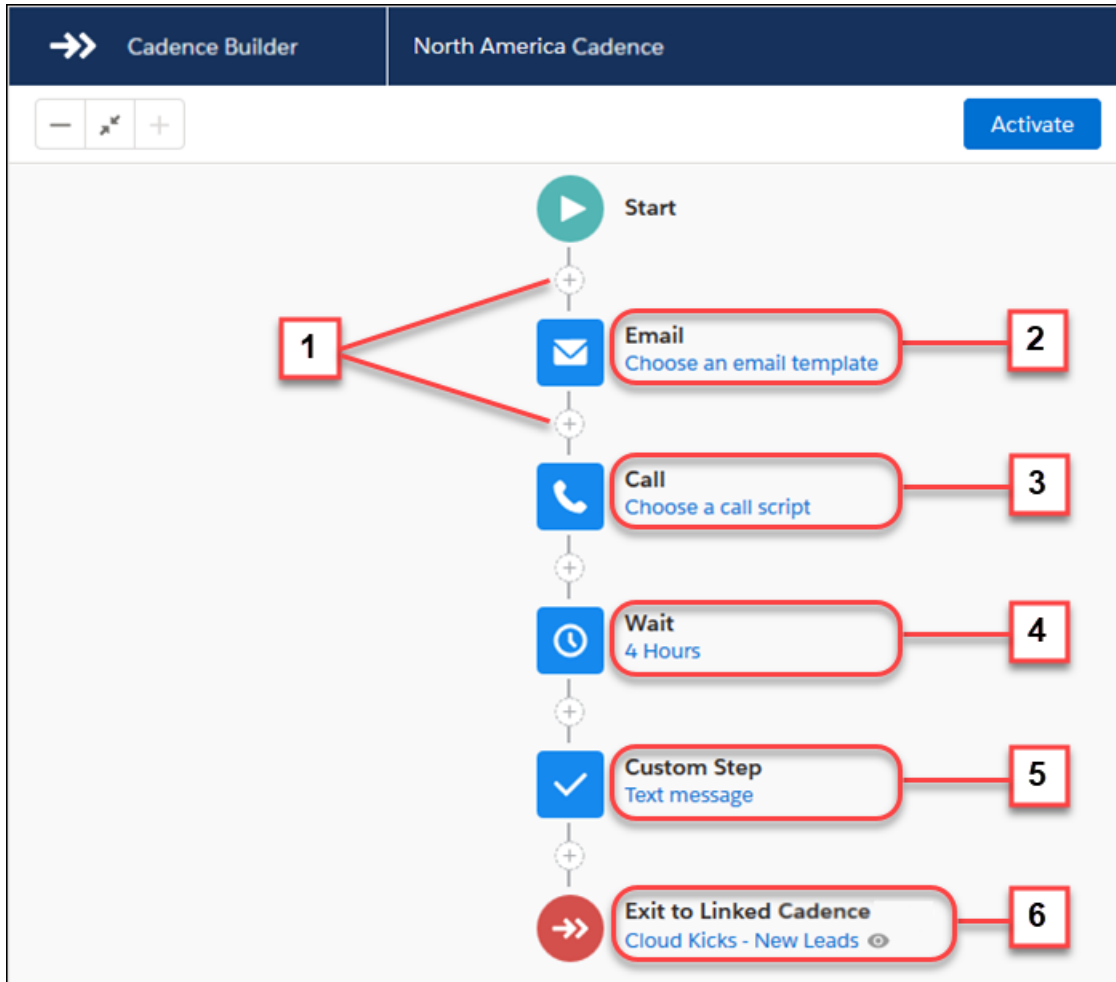 Cadence Builder North America Cadence
Activate
Start
1
Email
Choose an email template
2
Call
Choose a call script
3
Wait
4 Hours
4
Custom Step
Text message
5
Exit to Linked Cadence
Cloud Kicks - New Leads
6